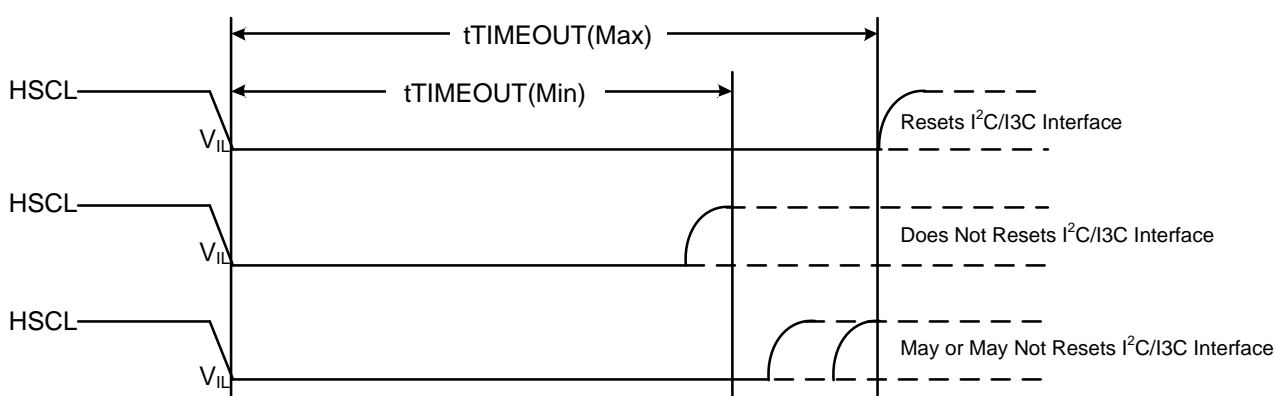 tTIMEOUT(Max)
tTIMEOUT(Min)
HSCL
VIL
Resets I²C/I3C Interface
HSCL
VIL
Does Not Resets I²C/I3C Interface
HSCL
VIL
May or May Not Resets I²C/I3C Interface